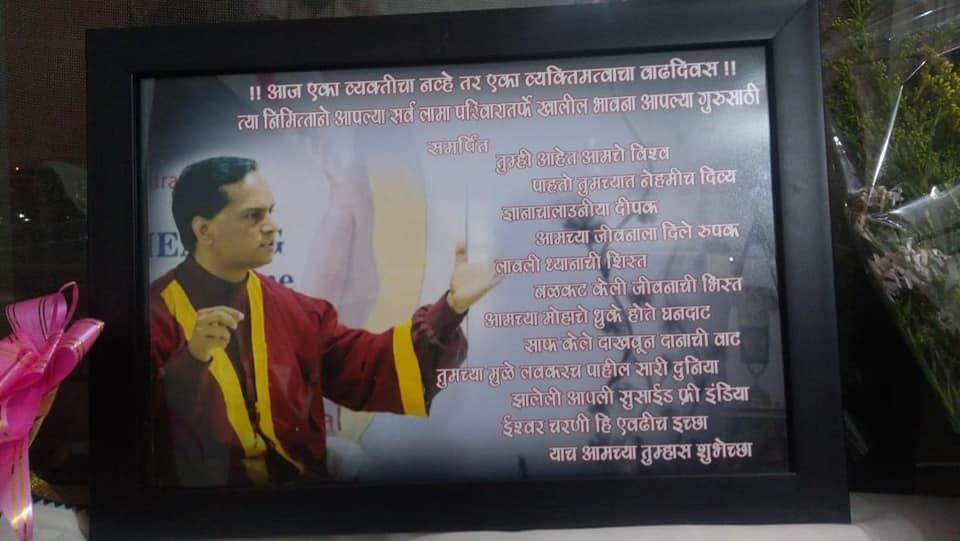 !! आज एका व्यक्तीचा नव्हे तर एका व्यक्तिमत्वाचा वाढदिवस !!
त्या निमित्ताने आपल्या सर्व लामा परिवारातर्फे खालील भावना आपल्या गुरुसाठी
समर्पित
तुम्ही आहेत आमचे विश्व
पाहतो तुमच्यात नेहमीच दिव्य
ज्ञानाचालाउनीया दीपक
आमच्या जीवनाला दिले रुपक
लावली ध्यानाची शिस्त
बळकट केली जीवनाची भिस्त
आमच्या मोहाचे धुके होते घनदाट
साफ केले दाखवून दानाची वाट
तुमच्या मुळे लवकरच पाहील सारी दुनिया
झालेली आपली सुसाईड फ्री इंडिया
ईश्वर चरणी हि एवढीच इच्छा
याच आमच्या तुम्हास शुभेच्छा